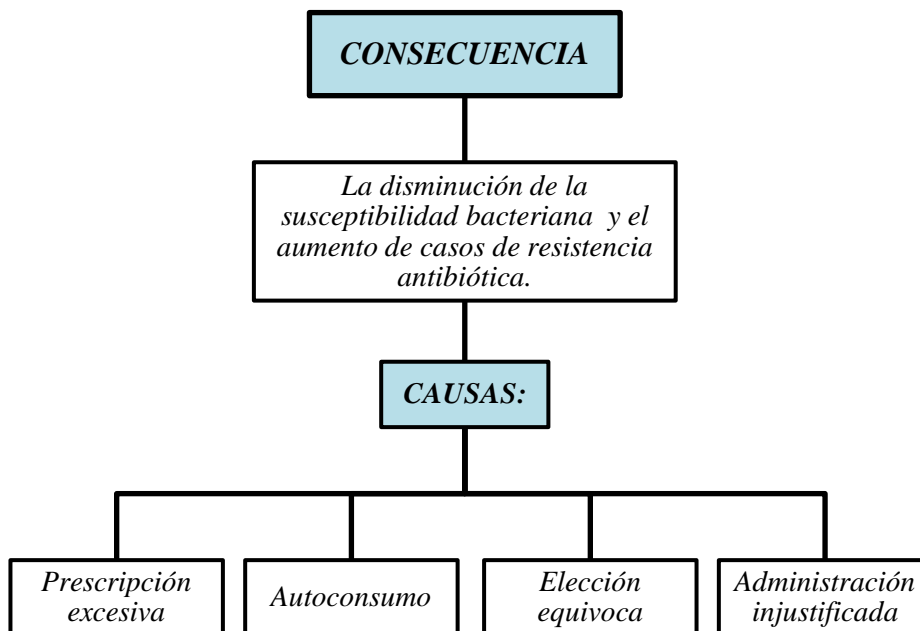 CONSECUENCIA
La disminución de la
susceptibilidad bacteriana y el
aumento de casos de resistencia
antibiótica.
CAUSAS:
Prescripción
excesiva
Autoconsumo
Elección
equivoca
Administración
injustificada